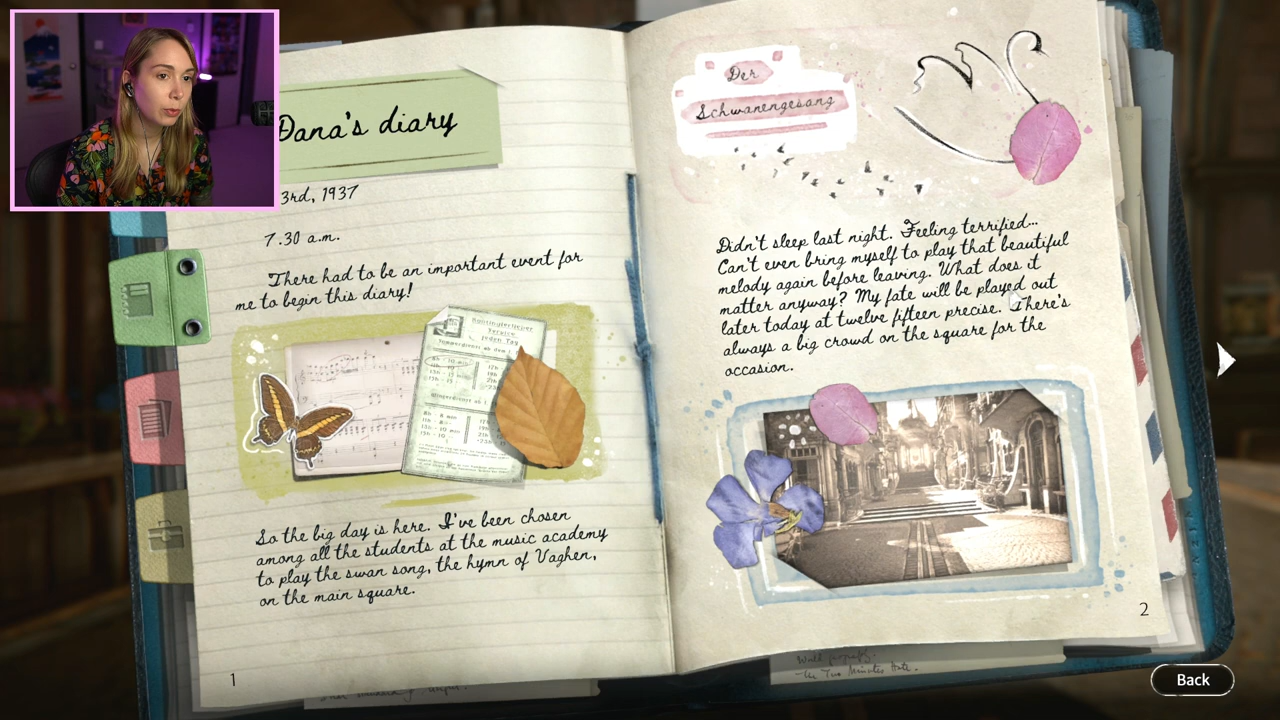 Dana's diary
3rd, 1937
7.30 a.m.
There had to be an important event for
me to begin this diary!
So the big day is here. I've been chosen
among all the students at the music academy
to play the swan song, the hymn of Vaghen,
on the main square.
1
Der
Schwanengesang
Didn't sleep last night. Feeling terrified...
Can't even bring myself to play that beautiful
melody again before leaving. What does it
matter anyway? My fate will be played out
later today at twelve fifteen precise. There's
always a big crowd on the square for the
occasion.
2
Back